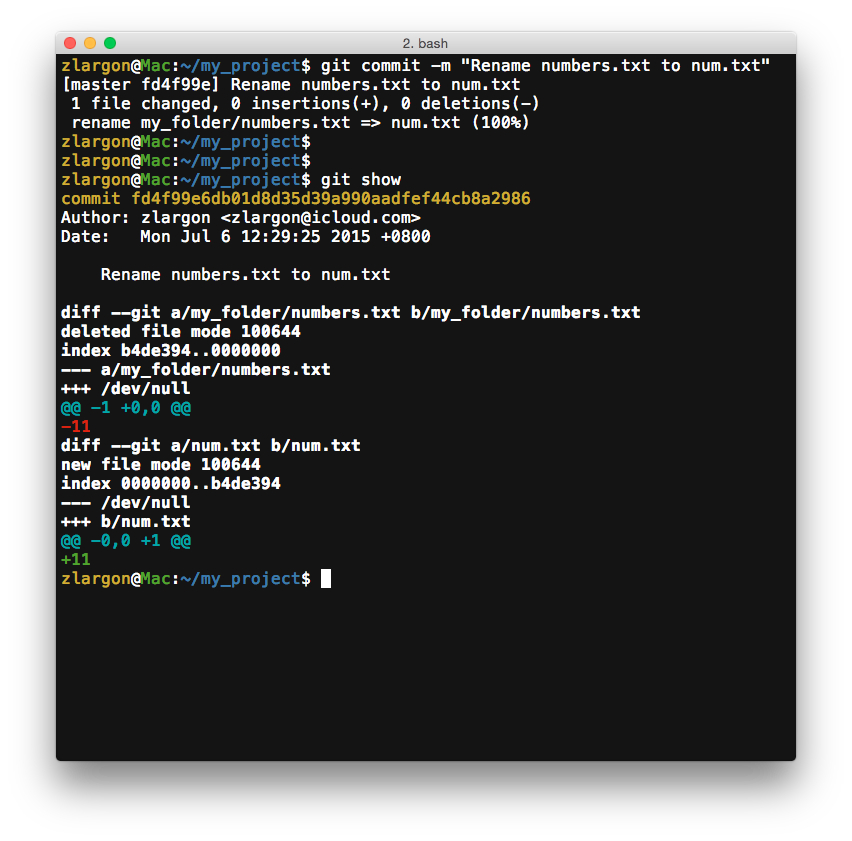 2. bash
zlargon@Mac:~/my_project$ git commit -m "Rename numbers.txt to num.txt"
[master fd4f99e] Rename numbers.txt to num.txt
 1 file changed, 0 insertions(+), 0 deletions(-)
 rename my_folder/numbers.txt => num.txt (100%)
zlargon@Mac:~/my_project$
zlargon@Mac:~/my_project$
zlargon@Mac:~/my_project$ git show
commit fd4f99e6db01d8d35d39a990aadfef44cb8a2986
Author: zlargon <zlargon@icloud.com>
Date:   Mon Jul 6 12:29:25 2015 +0800

    Rename numbers.txt to num.txt

diff --git a/my_folder/numbers.txt b/my_folder/numbers.txt
deleted file mode 100644
index b4de394..0000000
--- a/my_folder/numbers.txt
+++ /dev/null
@@ -1 +0,0 @@
-11
diff --git a/num.txt b/num.txt
new file mode 100644
index 0000000..b4de394
--- /dev/null
+++ b/num.txt
@@ -0,0 +1 @@
+11
zlargon@Mac:~/my_project$